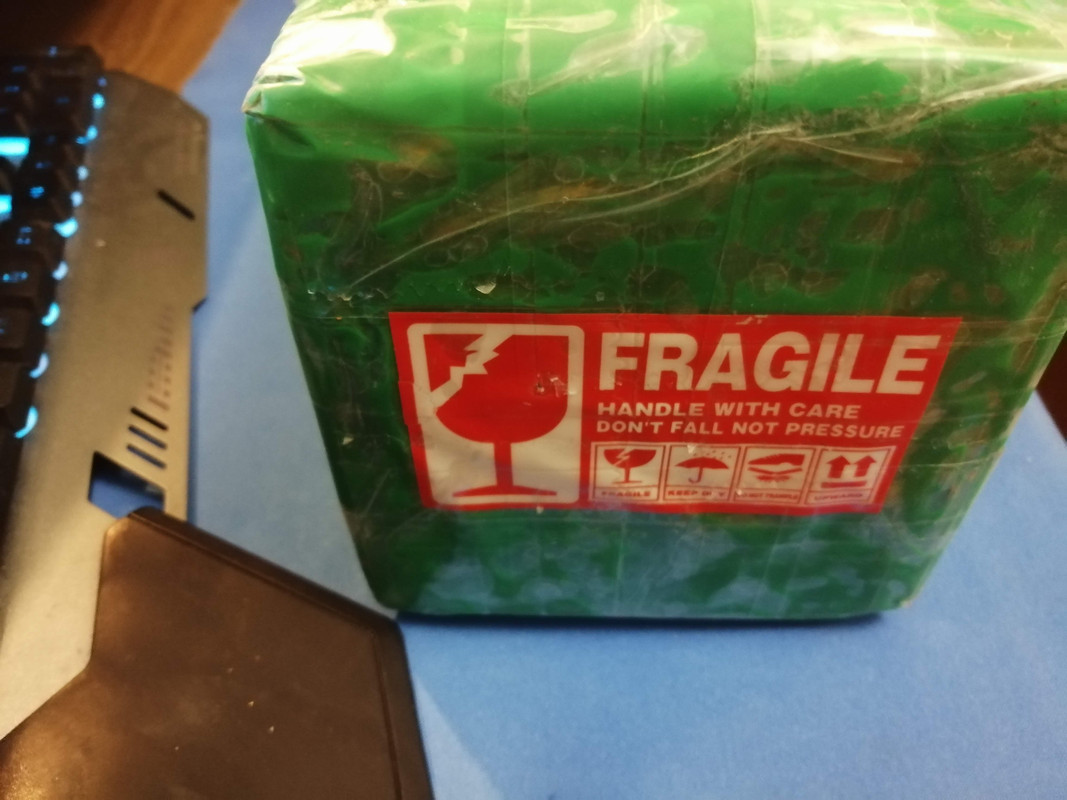 FRAGILE
HANDLE WITH CARE
DON'T FALL NOT PRESSURE
FRAGILE